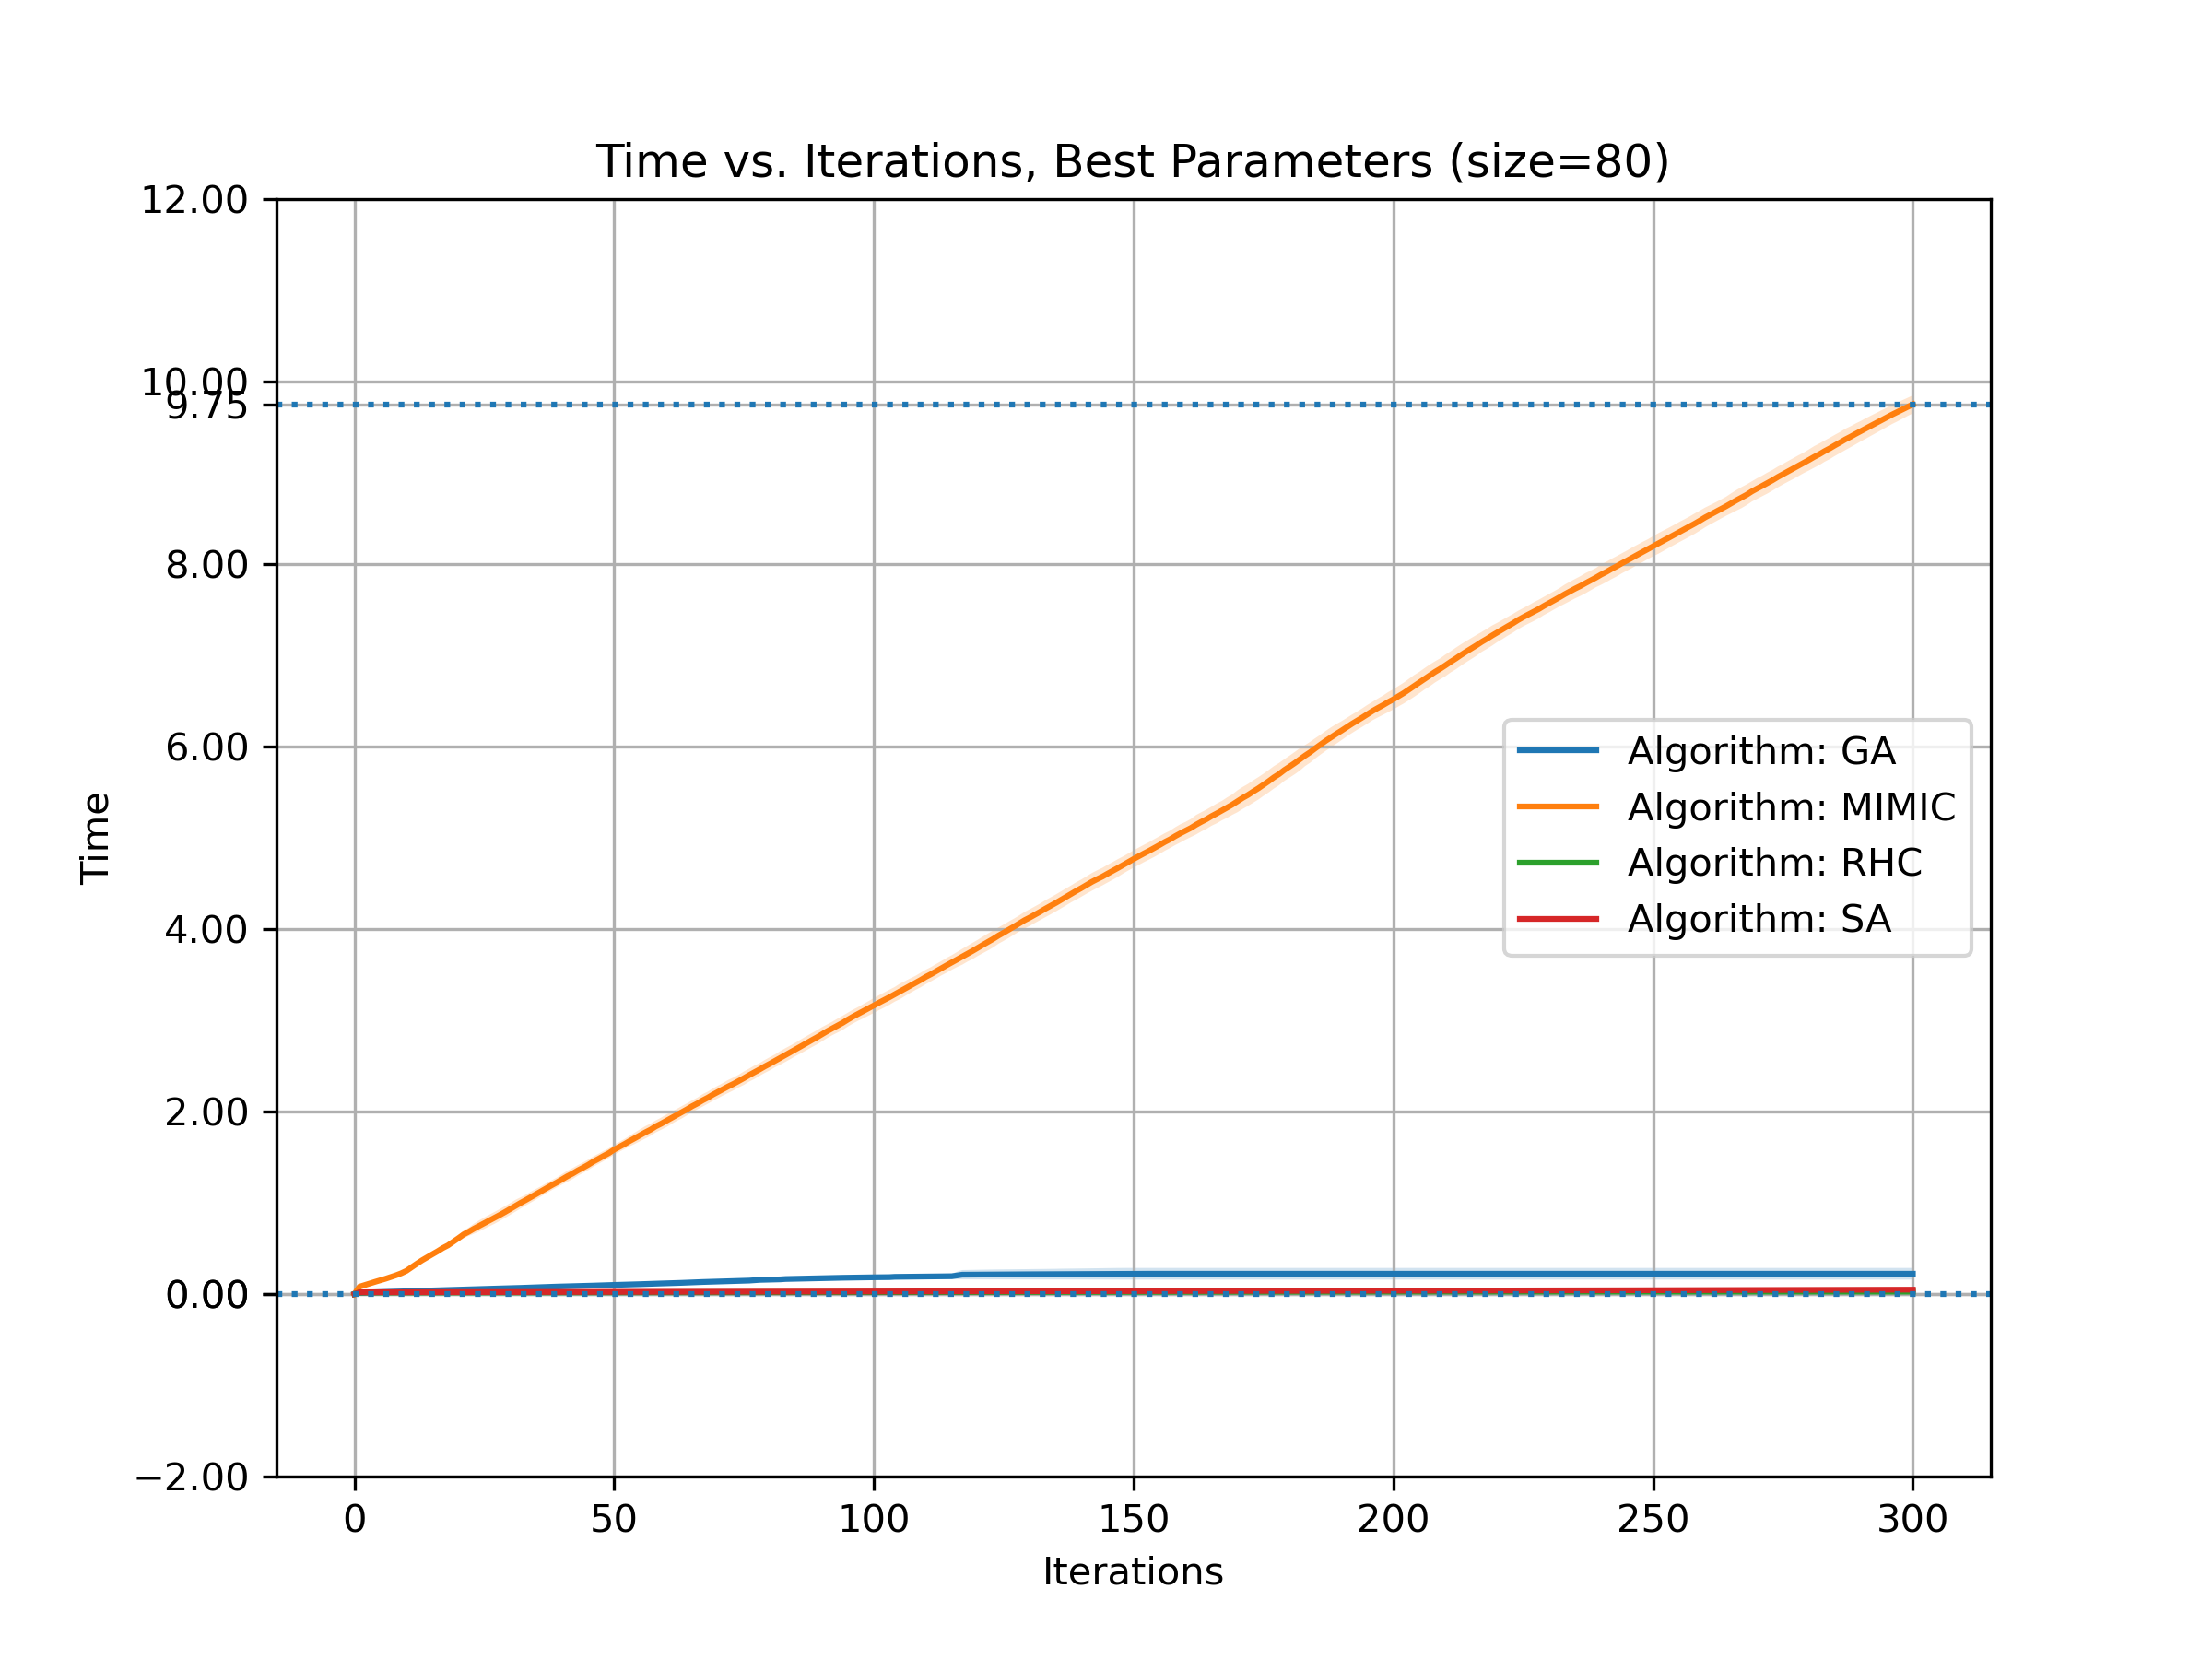 Time vs. Iterations, Best Parameters (size=80)
12.00
10.00
9.75
8.00
6.00
4.00
2.00
0.00
−2.00
Time
Algorithm: GA
Algorithm: MIMIC
Algorithm: RHC
Algorithm: SA
0 50 100 150 200 250 300
Iterations